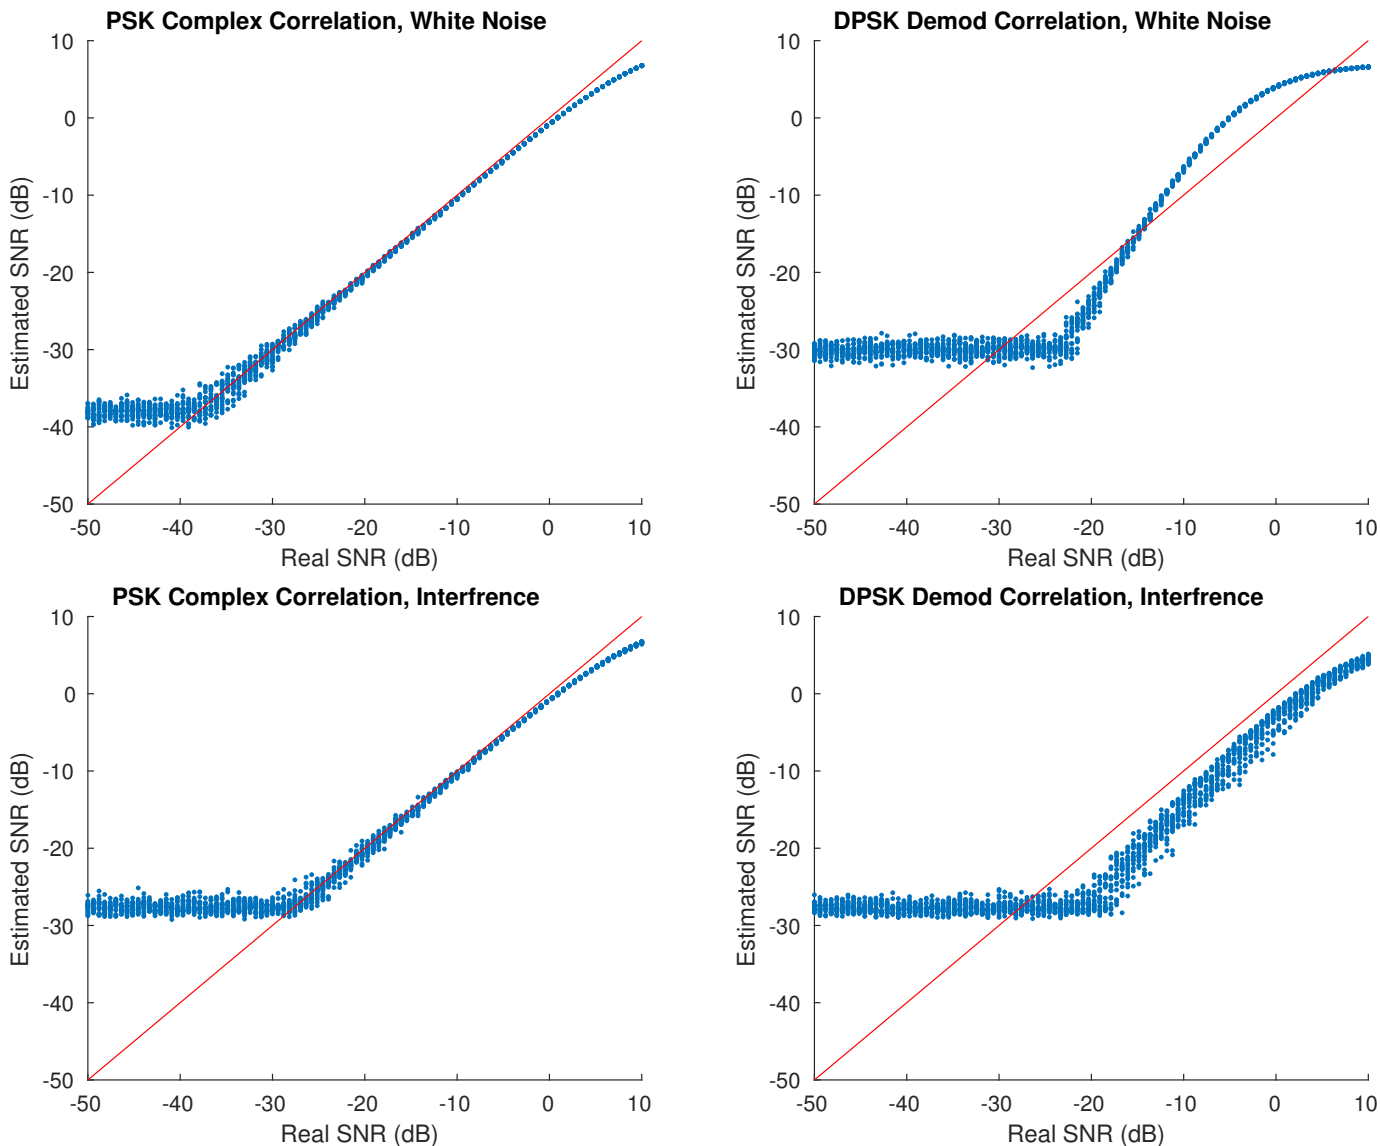 PSK Complex Correlation, White Noise
10
0
-10
-20
-30
-40
-50
Estimated SNR (dB)
-50 -40 -30 -20 -10 0 10
Real SNR (dB)
DPSK Demod Correlation, White Noise
10
0
-10
-20
-30
-40
-50
Estimated SNR (dB)
-50 -40 -30 -20 -10 0 10
Real SNR (dB)
PSK Complex Correlation, Interfrence
10
0
-10
-20
-30
-40
-50
Estimated SNR (dB)
-50 -40 -30 -20 -10 0 10
Real SNR (dB)
DPSK Demod Correlation, Interfrence
10
0
-10
-20
-30
-40
-50
Estimated SNR (dB)
-50 -40 -30 -20 -10 0 10
Real SNR (dB)